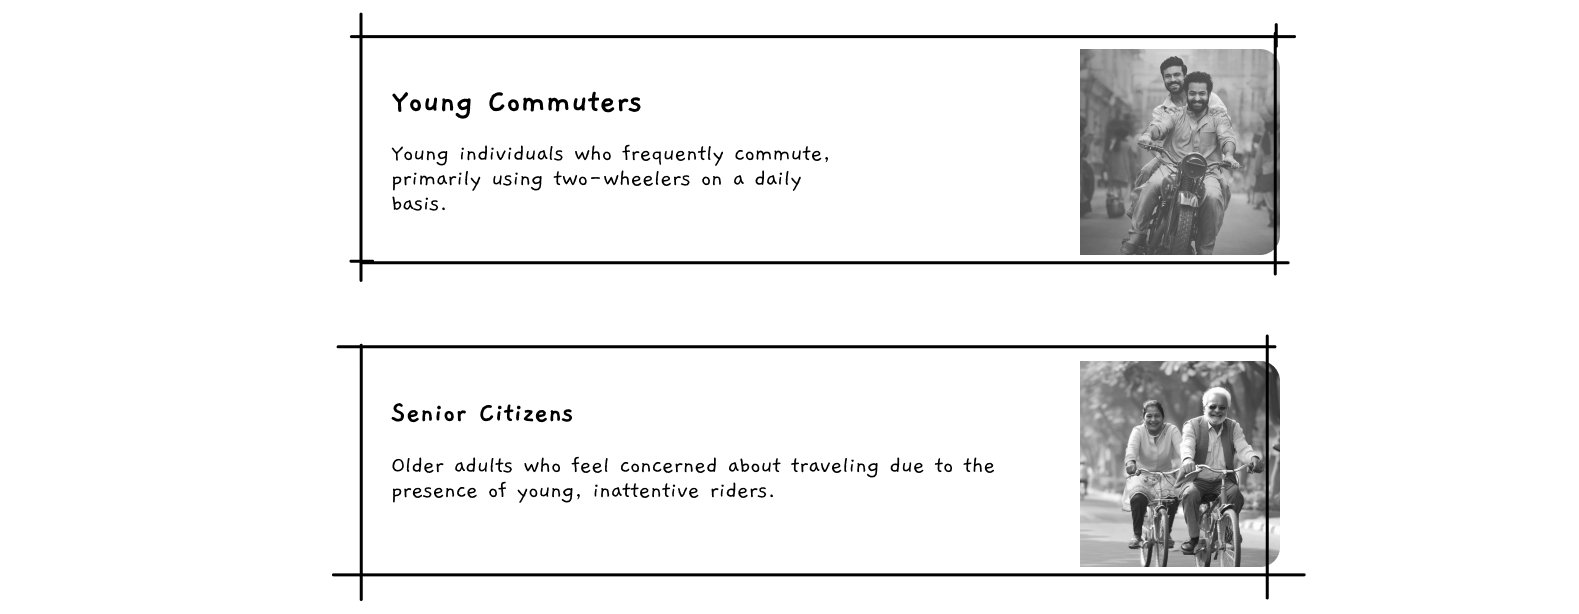 Young Commuters
Young individuals who frequently commute,
primarily using two-wheelers on a daily
basis.
Senior Citizens
Older adults who feel concerned about traveling due to the
presence of young, inattentive riders.